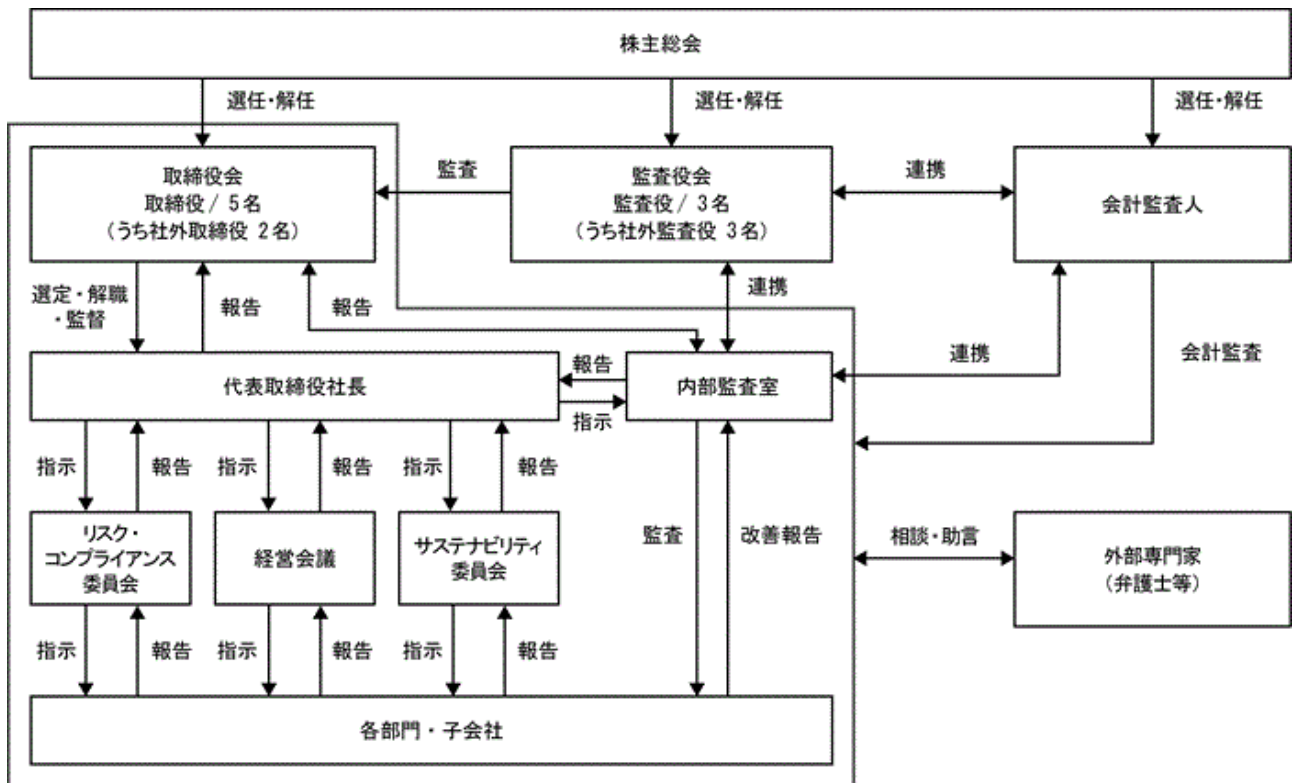 株主総会
選任・解任
選任・解任
選任・解任
取締役会
取締役/ 5名
(うち社外取締役 2名)
監査
監査役会
監査役/ 3名
(うち社外監査役 3名)
連携
会計監査人
選定・解職
・監督
報告
報告
連携
代表取締役社長
報告
指示
内部監査室
連携
会計監査
指示
報告
指示
報告
指示
報告
リスク・
コンプライアンス
委員会
経営会議
サステナビリティ
委員会
監査
改善報告
相談・助言
外部専門家
(弁護士等)
指示
報告
指示
報告
指示
報告
各部門・子会社